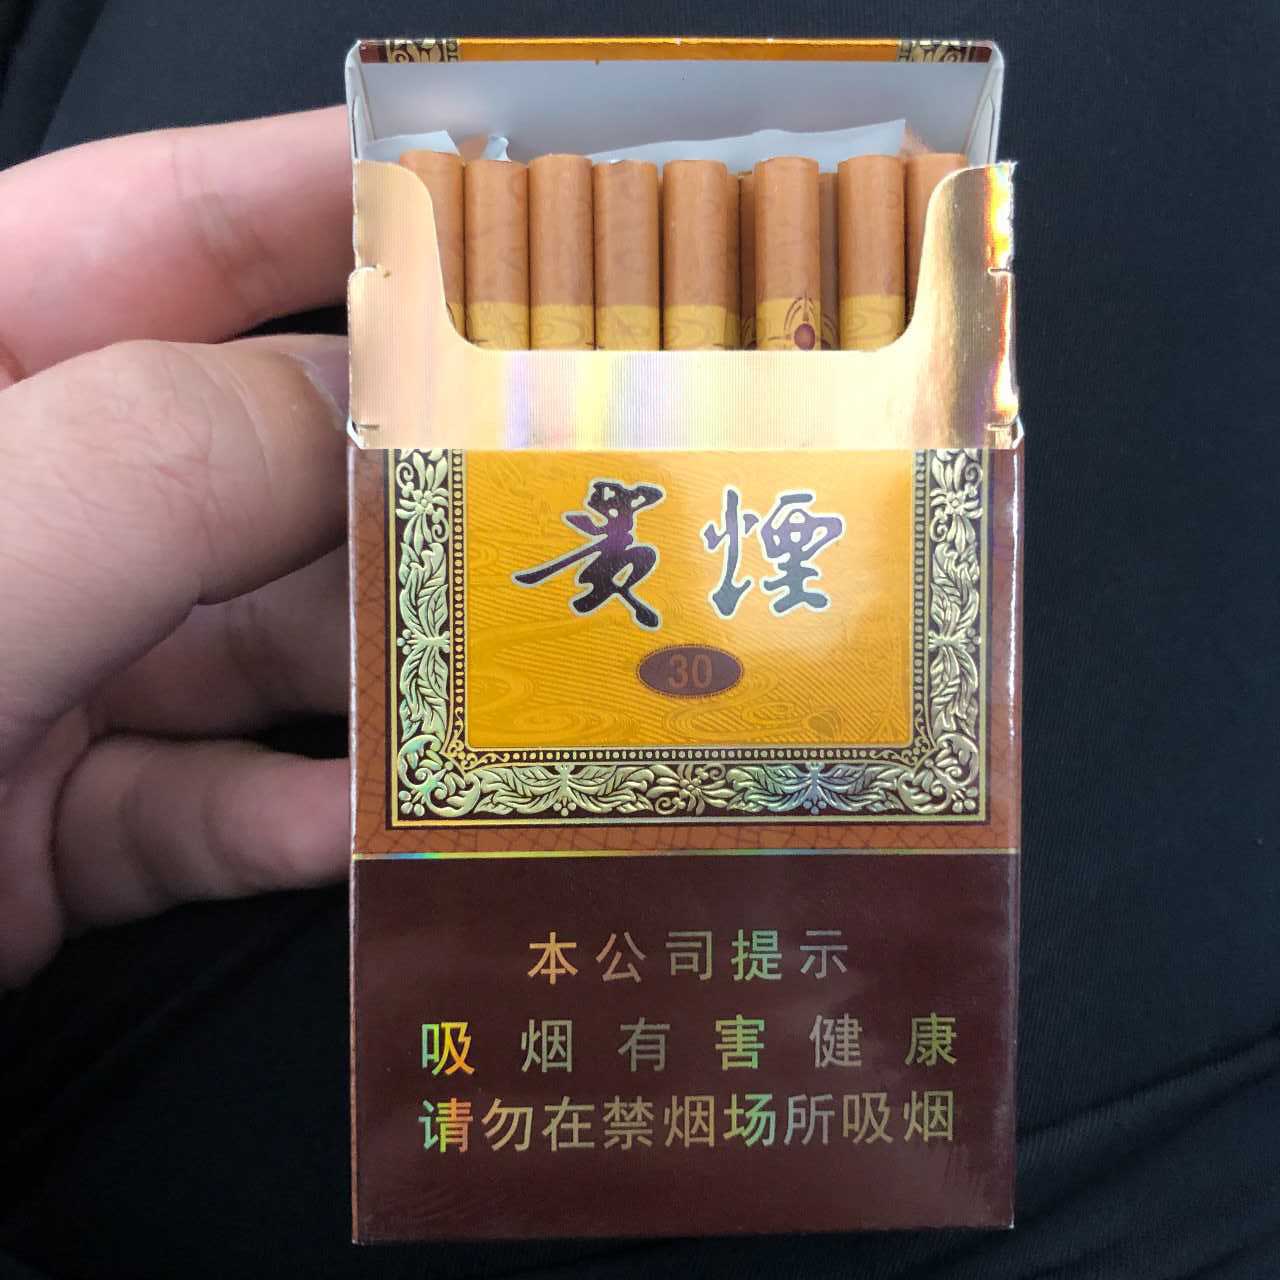 贵煙
30
本公司提示
吸烟有害健康
请勿在禁烟场所吸烟